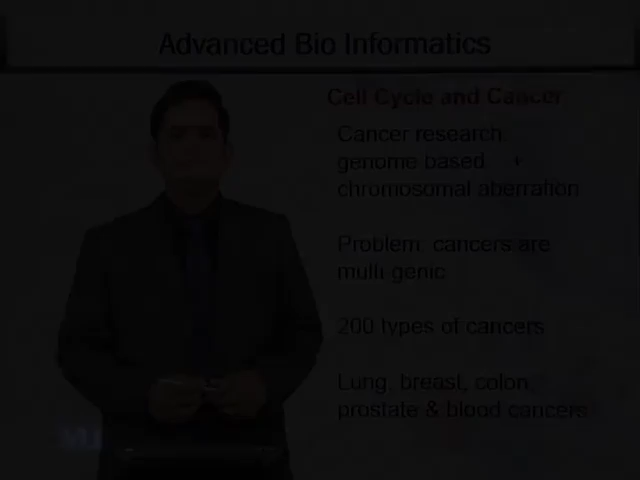 Advanced Bio Informatics
Cell Cycle and Cancer
Cancer research:
genome based +
chromosomal aberration
Problem: cancers are
multi genic
200 types of cancers
Lung, breast, colon,
prostate & blood cancers